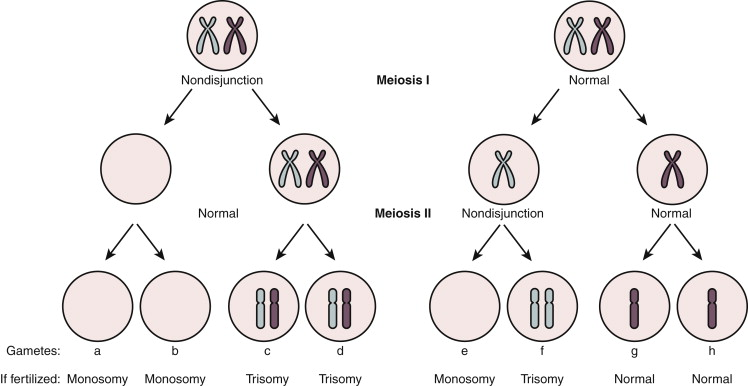 Nondisjunction Meiosis I Normal
Normal Meiosis II Nondisjunction Normal
Gametes: a b c d e f g h
If fertilized: Monosomy Monosomy Trisomy Trisomy Monosomy Trisomy Normal Normal